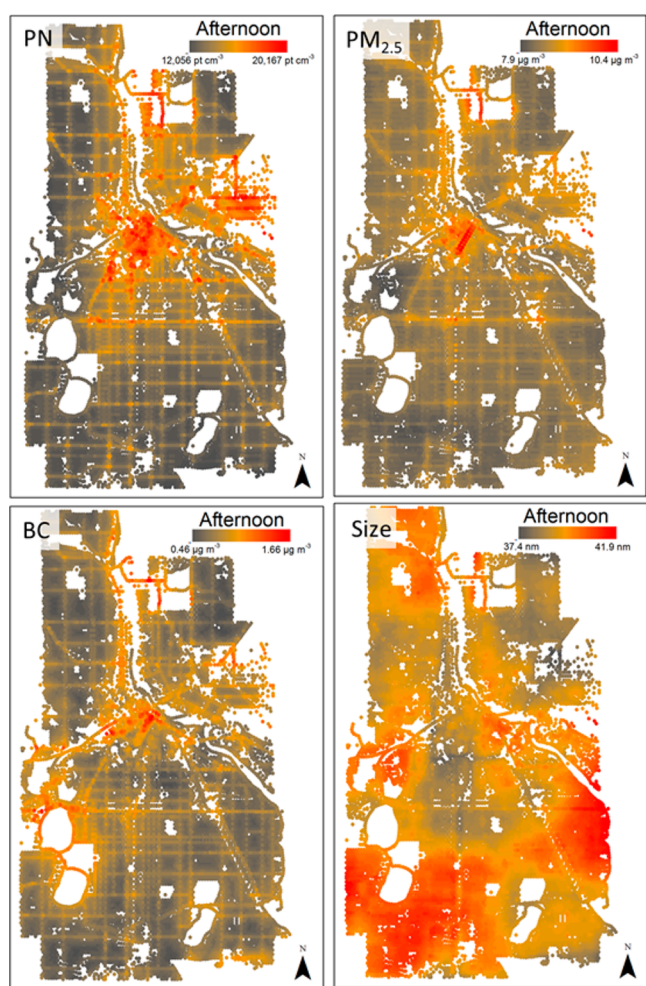 PN
Afternoon
12,056 pt cm⁻³ 20,167 pt cm⁻³
N
PM₂.₅
Afternoon
7.9 µg m⁻³ 10.4 µg m⁻³
N
BC
Afternoon
0.46 µg m⁻³ 1.66 µg m⁻³
N
Size
Afternoon
37.4 nm 41.9 nm
N